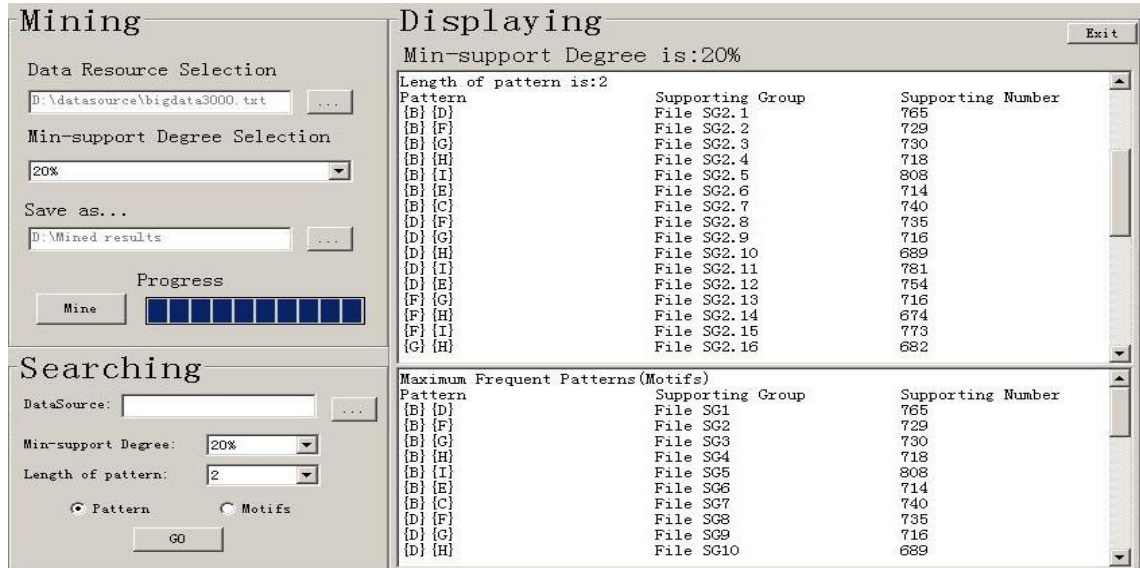 Mining
Data Resource Selection
D:\datasource\bigdata3000.txt ...
Min-support Degree Selection
20%
Save as...
D:\Mined results ...
Progress
Mine
Searching
DataSource: ...
Min-support Degree: 20%
Length of pattern: 2
Pattern Motifs
GO
Displaying
Exit
Min-support Degree is:20%
Length of pattern is:2
Pattern Supporting Group Supporting Number
{B} {D} File SG2.1 765
{B} {F} File SG2.2 729
{B} {G} File SG2.3 730
{B} {H} File SG2.4 718
{B} {I} File SG2.5 808
{B} {E} File SG2.6 714
{B} {C} File SG2.7 740
{D} {F} File SG2.8 735
{D} {G} File SG2.9 716
{D} {H} File SG2.10 689
{D} {I} File SG2.11 781
{D} {E} File SG2.12 754
{F} {G} File SG2.13 716
{F} {H} File SG2.14 674
{F} {I} File SG2.15 773
{G} {H} File SG2.16 682
Maximum Frequent Patterns(Motifs)
Pattern Supporting Group Supporting Number
{B} {D} File SG1 765
{B} {F} File SG2 729
{B} {G} File SG3 730
{B} {H} File SG4 718
{B} {I} File SG5 808
{B} {E} File SG6 714
{B} {C} File SG7 740
{D} {F} File SG8 735
{D} {G} File SG9 716
{D} {H} File SG10 689